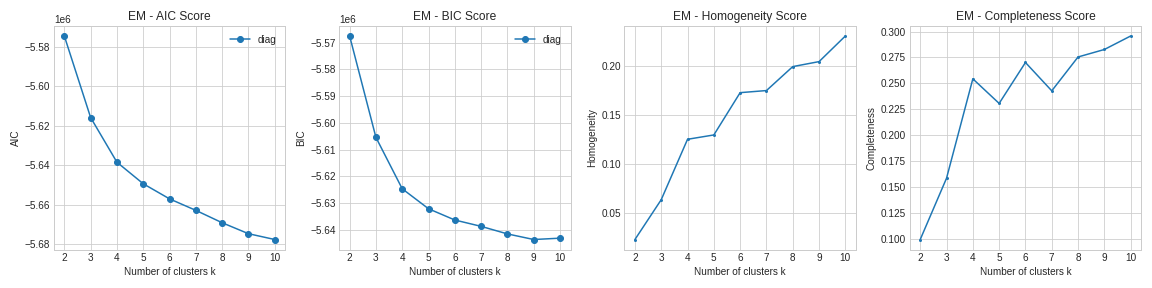 EM - AIC Score
1e6
diag
−5.58
−5.60
−5.62
−5.64
−5.66
−5.68
AIC
2 3 4 5 6 7 8 9 10
Number of clusters k
EM - BIC Score
1e6
diag
−5.57
−5.58
−5.59
−5.60
−5.61
−5.62
−5.63
−5.64
BIC
2 3 4 5 6 7 8 9 10
Number of clusters k
EM - Homogeneity Score
0.20
0.15
0.10
0.05
Homogeneity
2 3 4 5 6 7 8 9 10
Number of clusters k
EM - Completeness Score
0.300
0.275
0.250
0.225
0.200
0.175
0.150
0.125
0.100
Completeness
2 3 4 5 6 7 8 9 10
Number of clusters k